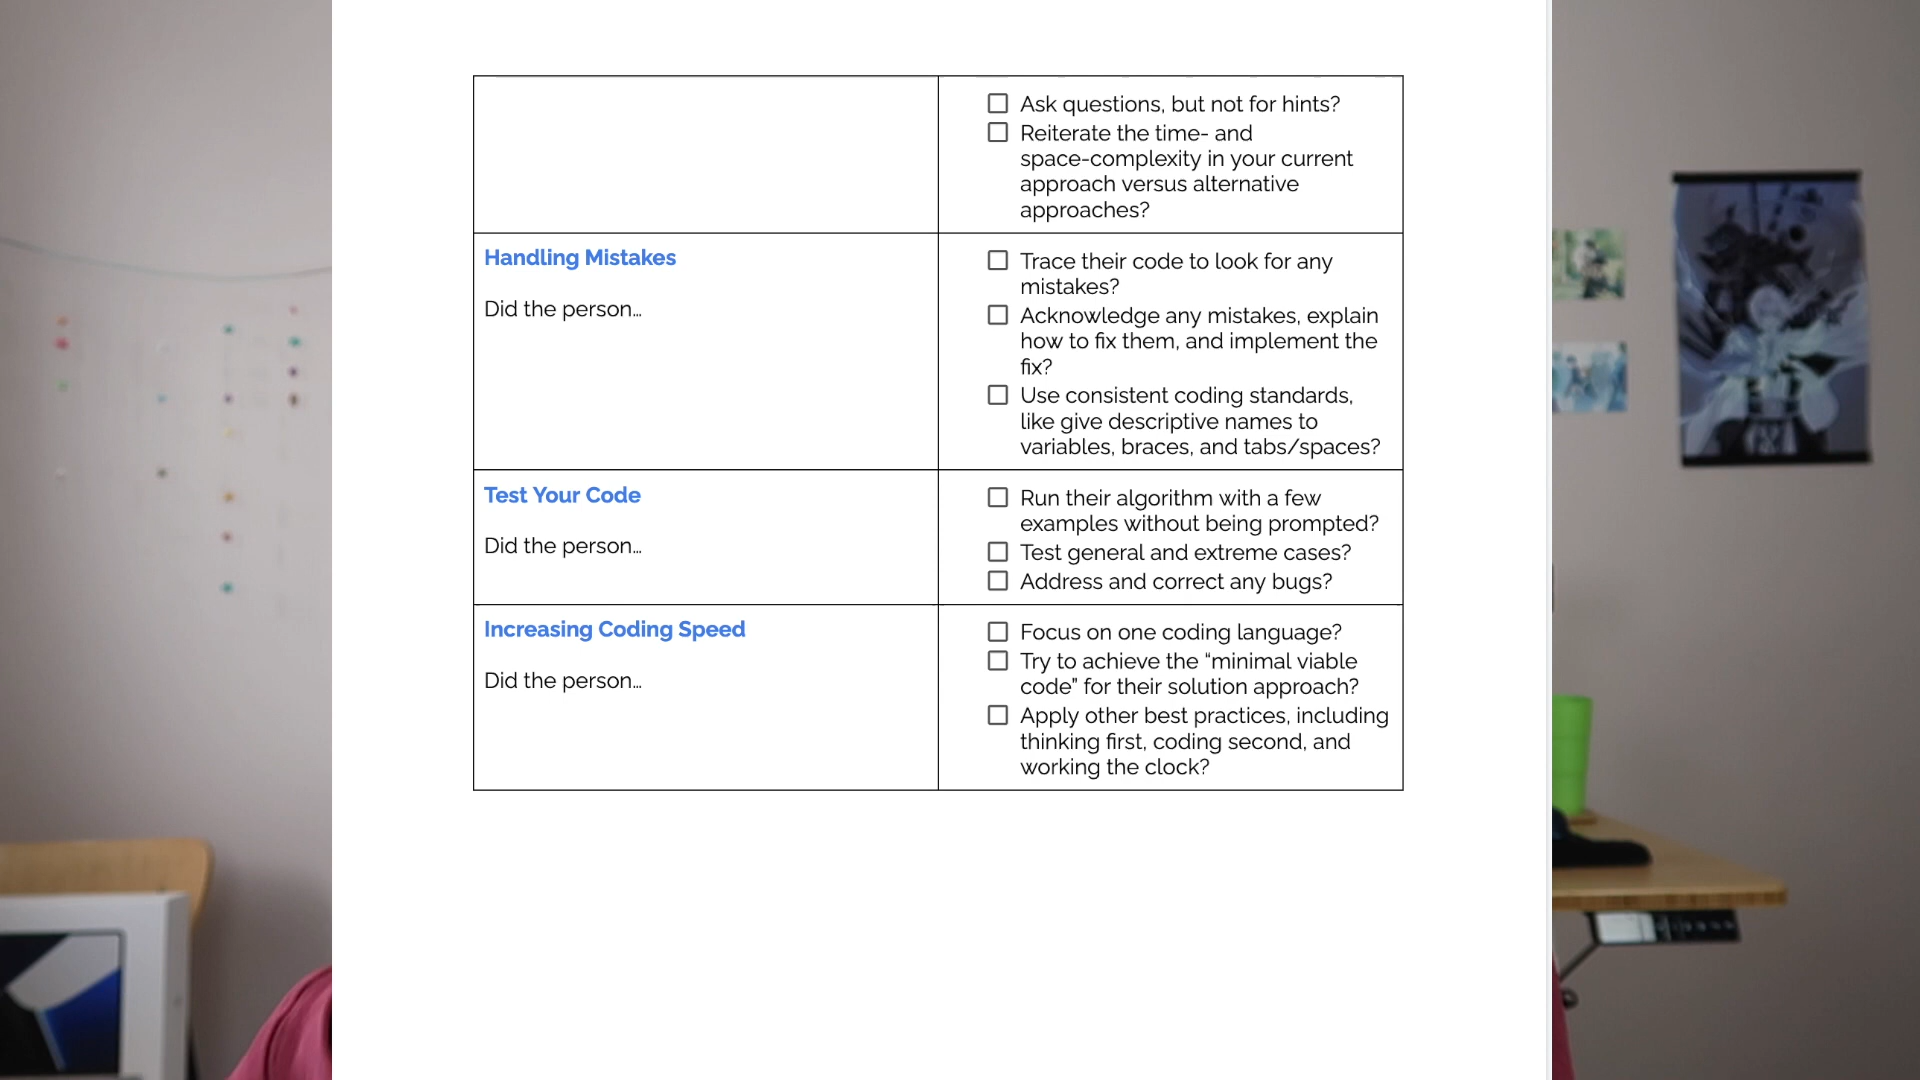 Ask questions, but not for hints?
Reiterate the time- and
space-complexity in your current
approach versus alternative
approaches?
Handling Mistakes
Did the person...
Trace their code to look for any
mistakes?
Acknowledge any mistakes, explain
how to fix them, and implement the
fix?
Use consistent coding standards,
like give descriptive names to
variables, braces, and tabs/spaces?
Test Your Code
Did the person...
Run their algorithm with a few
examples without being prompted?
Test general and extreme cases?
Address and correct any bugs?
Increasing Coding Speed
Did the person...
Focus on one coding language?
Try to achieve the “minimal viable
code” for their solution approach?
Apply other best practices, including
thinking first, coding second, and
working the clock?